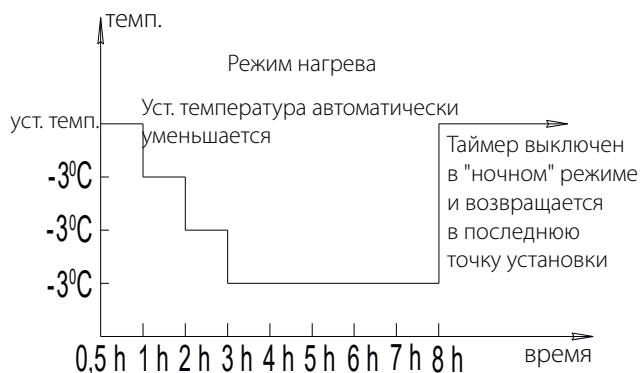 темп.
Режим нагрева
Уст. температура автоматически
уменьшается
уст. темп.
Таймер выключен
в "ночном" режиме
и возвращается
в последнюю
точку установки
-3⁰C
-3⁰C
-3⁰C
0,5 h 1 h 2 h 3 h 4 h 5 h 6 h 7 h 8 h
время